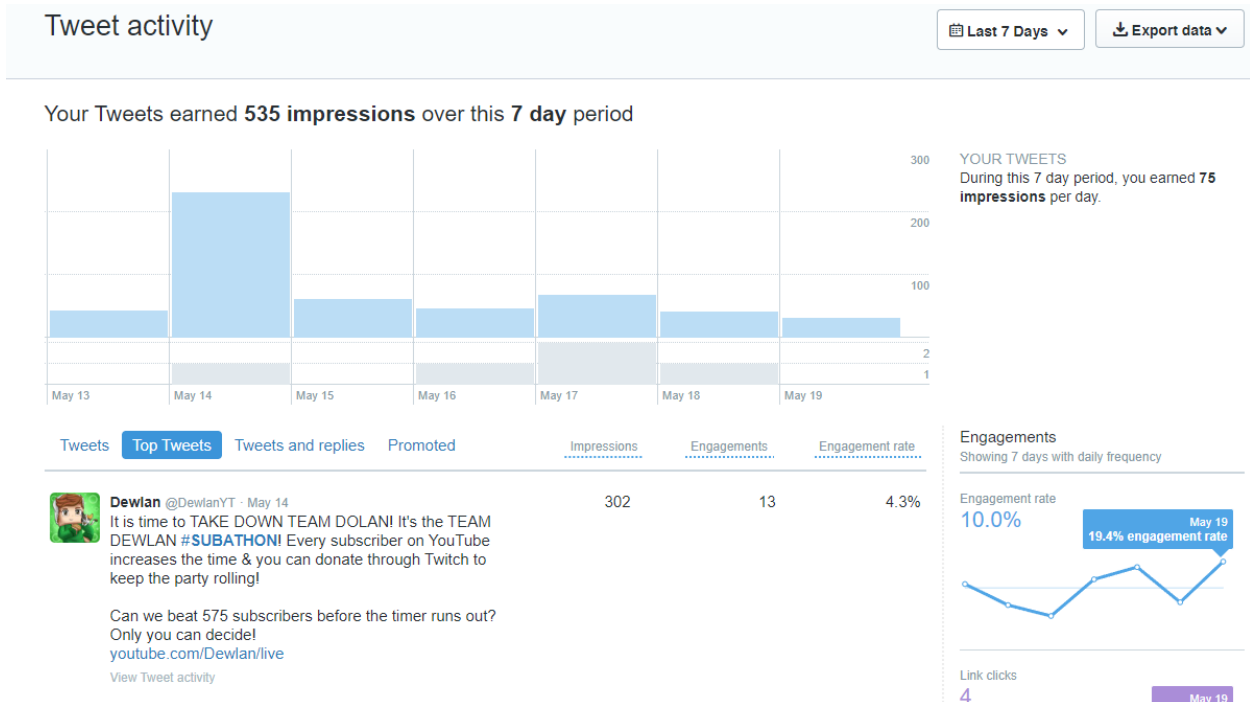 Tweet activity
Last 7 Days
Export data
Your Tweets earned 535 impressions over this 7 day period
300
200
100
2
1
May 13
May 14
May 15
May 16
May 17
May 18
May 19
YOUR TWEETS
During this 7 day period, you earned 75
impressions per day.
Tweets
Top Tweets
Tweets and replies
Promoted
Impressions
Engagements
Engagement rate
Dewlan @DewlanYT · May 14
302
13
4.3%
It is time to TAKE DOWN TEAM DOLAN! It's the TEAM
DEWLAN #SUBATHON! Every subscriber on YouTube
increases the time & you can donate through Twitch to
keep the party rolling!
Can we beat 575 subscribers before the timer runs out?
Only you can decide!
youtube.com/Dewlan/live
View Tweet activity
Engagements
Showing 7 days with daily frequency
Engagement rate
10.0%
May 19
19.4% engagement rate
Link clicks
4
May 19